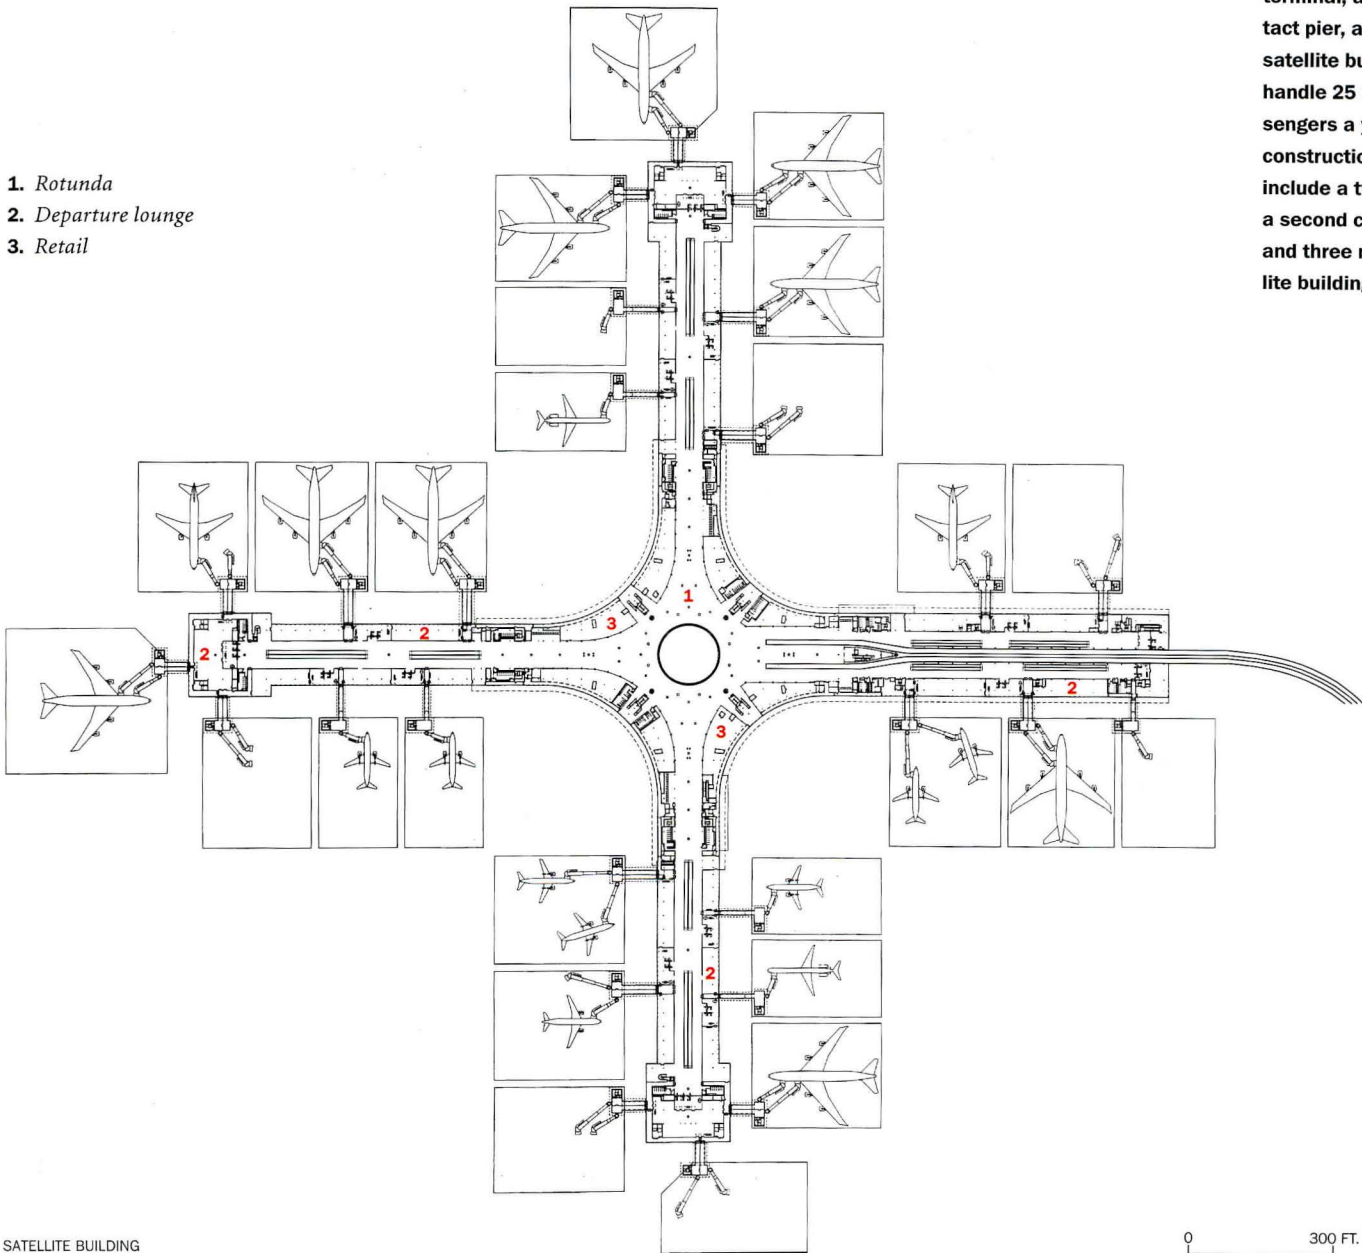 terminal, a
tact pier, a
satellite bu
handle 25
sengers a
constructio
include a t
a second c
and three
lite building
1. Rotunda
2. Departure lounge
3. Retail
1
3
2
2
2
3
2
SATELLITE BUILDING
0 300 FT.